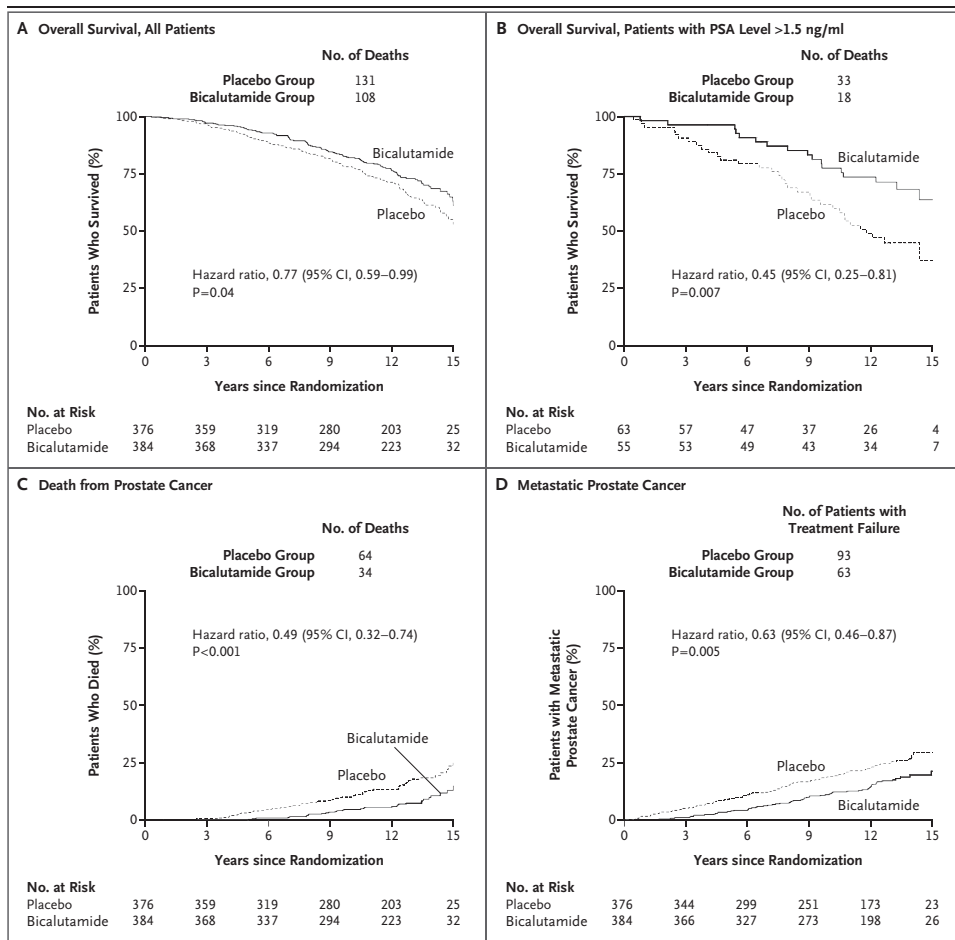 A Overall Survival, All Patients
No. of Deaths
Placebo Group 131
Bicalutamide Group 108
100
75
50
25
0
Patients Who Survived (%)
Bicalutamide
Placebo
Hazard ratio, 0.77 (95% CI, 0.59–0.99)
P=0.04
0 3 6 9 12 15
Years since Randomization
No. at Risk
Placebo 376 359 319 280 203 25
Bicalutamide 384 368 337 294 223 32
B Overall Survival, Patients with PSA Level >1.5 ng/ml
No. of Deaths
Placebo Group 33
Bicalutamide Group 18
100
75
50
25
0
Patients Who Survived (%)
Bicalutamide
Placebo
Hazard ratio, 0.45 (95% CI, 0.25–0.81)
P=0.007
0 3 6 9 12 15
Years since Randomization
No. at Risk
Placebo 63 57 47 37 26 4
Bicalutamide 55 53 49 43 34 7
C Death from Prostate Cancer
No. of Deaths
Placebo Group 64
Bicalutamide Group 34
100
75
50
25
0
Patients Who Died (%)
Hazard ratio, 0.49 (95% CI, 0.32–0.74)
P<0.001
Bicalutamide
Placebo
0 3 6 9 12 15
Years since Randomization
No. at Risk
Placebo 376 359 319 280 203 25
Bicalutamide 384 368 337 294 223 32
D Metastatic Prostate Cancer
No. of Patients with
Treatment Failure
Placebo Group 93
Bicalutamide Group 63
100
75
50
25
0
Patients with Metastatic
Prostate Cancer (%)
Hazard ratio, 0.63 (95% CI, 0.46–0.87)
P=0.005
Placebo
Bicalutamide
0 3 6 9 12 15
Years since Randomization
No. at Risk
Placebo 376 344 299 251 173 23
Bicalutamide 384 366 327 273 198 26